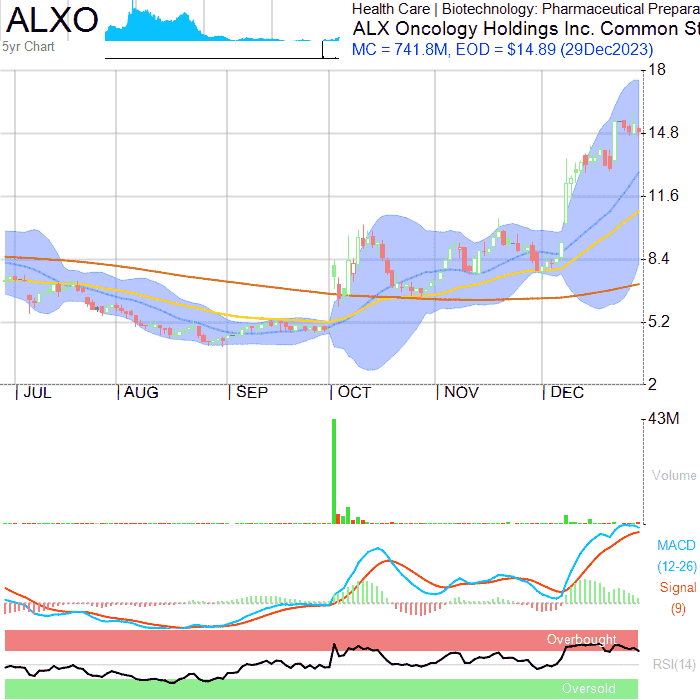 ALXO
5yr Chart
Health Care | Biotechnology: Pharmaceutical Prepara
ALX Oncology Holdings Inc. Common St
MC = 741.8M, EOD = $14.89 (29Dec2023)
18
14.8
11.6
8.4
5.2
2
| JUL
| AUG
| SEP
| OCT
| NOV
| DEC
43M
Volume
MACD
(12-26)
Signal
(9)
Overbought
RSI(14)
Oversold